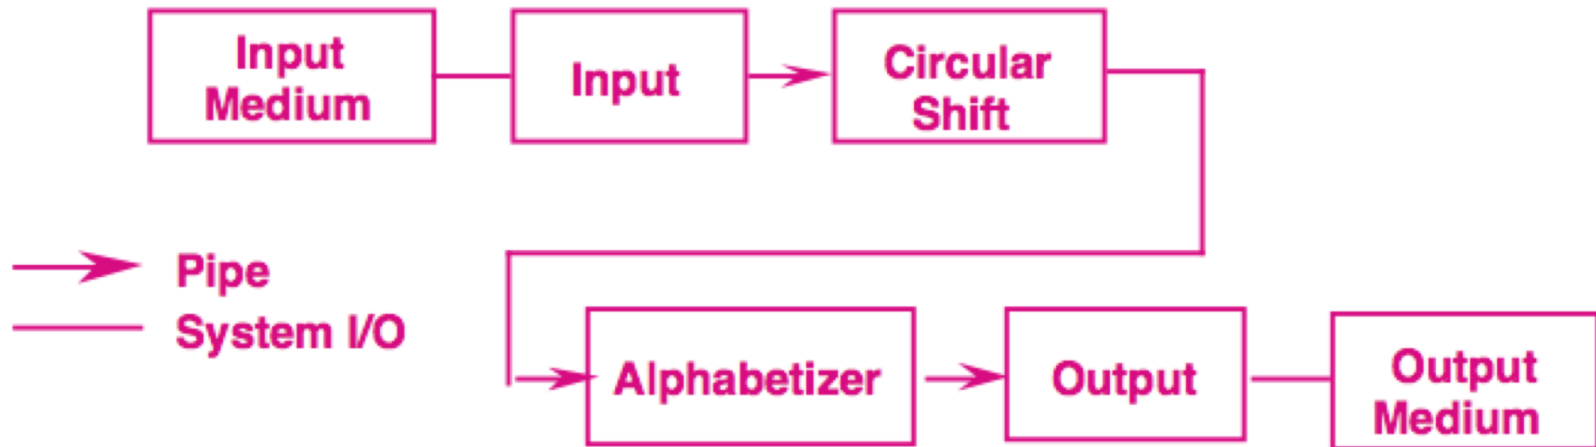 Input
Medium
Input
Circular
Shift
Pipe
System I/O
Alphabetizer
Output
Output
Medium